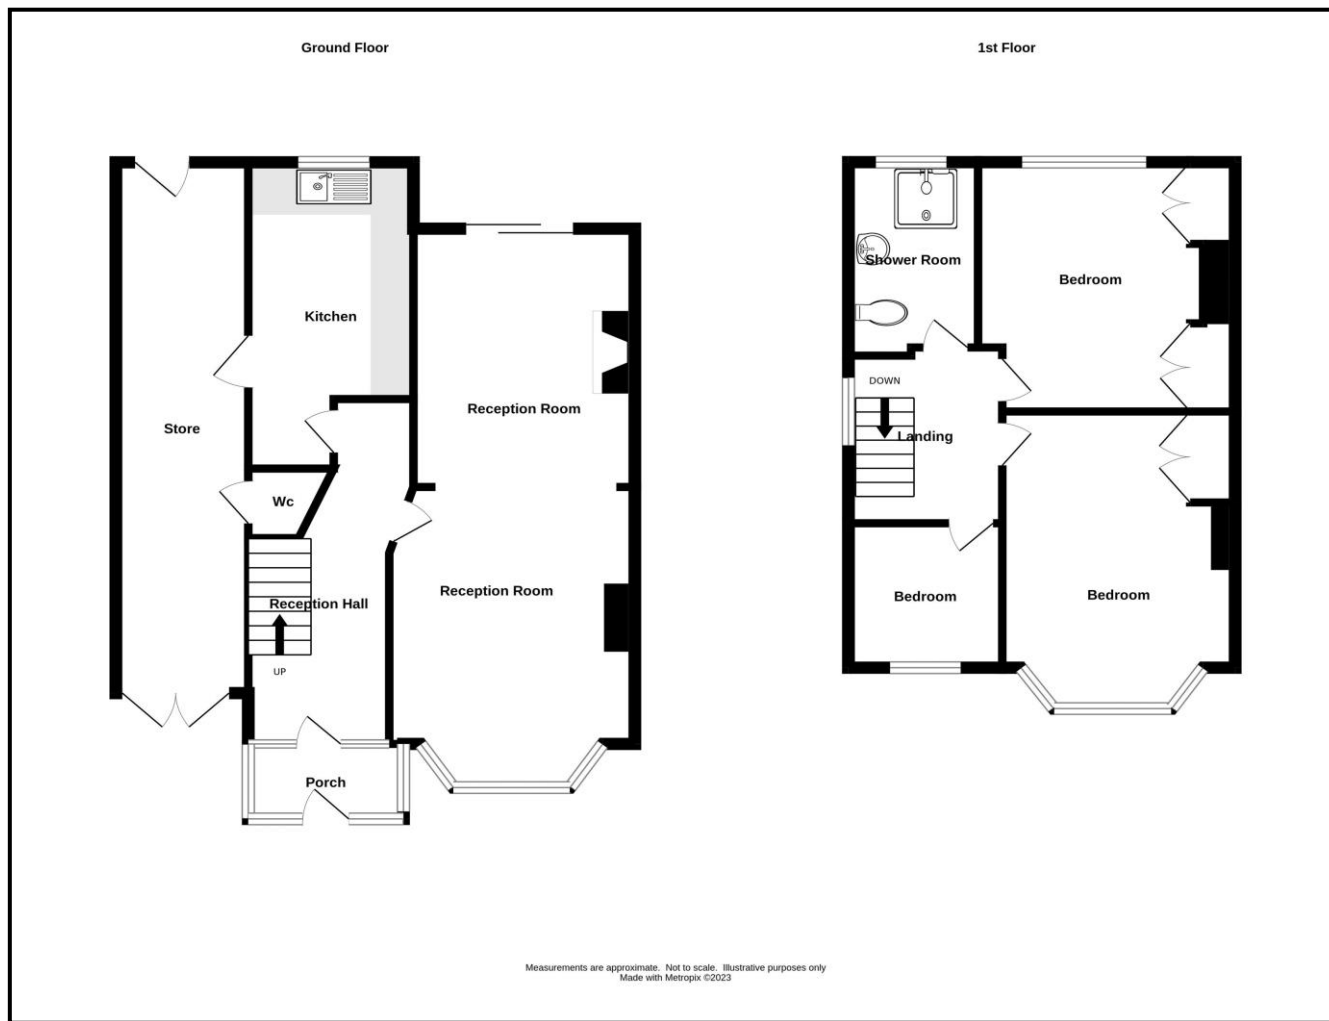 Ground Floor
1st Floor
Kitchen
Store
Reception Room
Wc
Reception Hall
Reception Room
UP
Porch
Shower Room
Bedroom
DOWN
Landing
Bedroom
Bedroom
Measurements are approximate. Not to scale. Illustrative purposes only
Made with Metropix ©2023